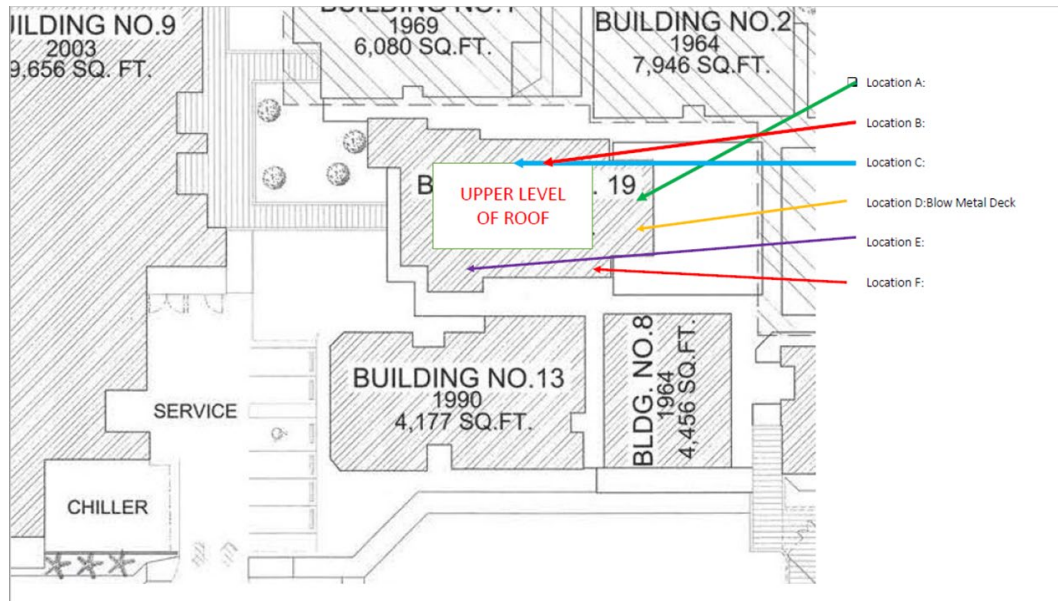 BUILDING NO.9
2003
9,656 SQ. FT.
1969
6,080 SQ.FT.
BUILDING NO.2
1964
7,946 SQ.FT.
Location A:
Location B:
Location C:
Location D:Blow Metal Deck
Location E:
Location F:
B
. 19
UPPER LEVEL
OF ROOF
BUILDING NO.13
1990
4,177 SQ.FT.
BLDG. NO.8
1964
4,456 SQ.FT.
SERVICE
CHILLER